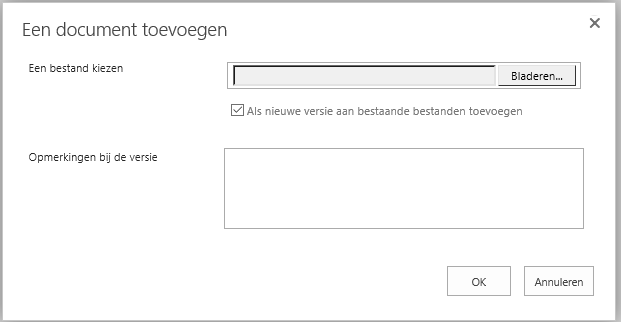 Een document toevoegen
Een bestand kiezen
Bladeren...
Als nieuwe versie aan bestaande bestanden toevoegen
Opmerkingen bij de versie
OK
Annuleren